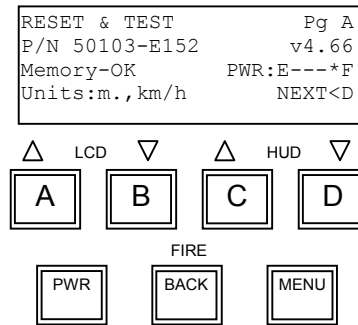 RESET & TEST Pg A
P/N 50103-E152 v4.66
Memory-OK PWR:E---*F
Units:m.,km/h NEXT<D
△ LCD ▽ △ HUD ▽
A B C D
FIRE
PWR BACK MENU